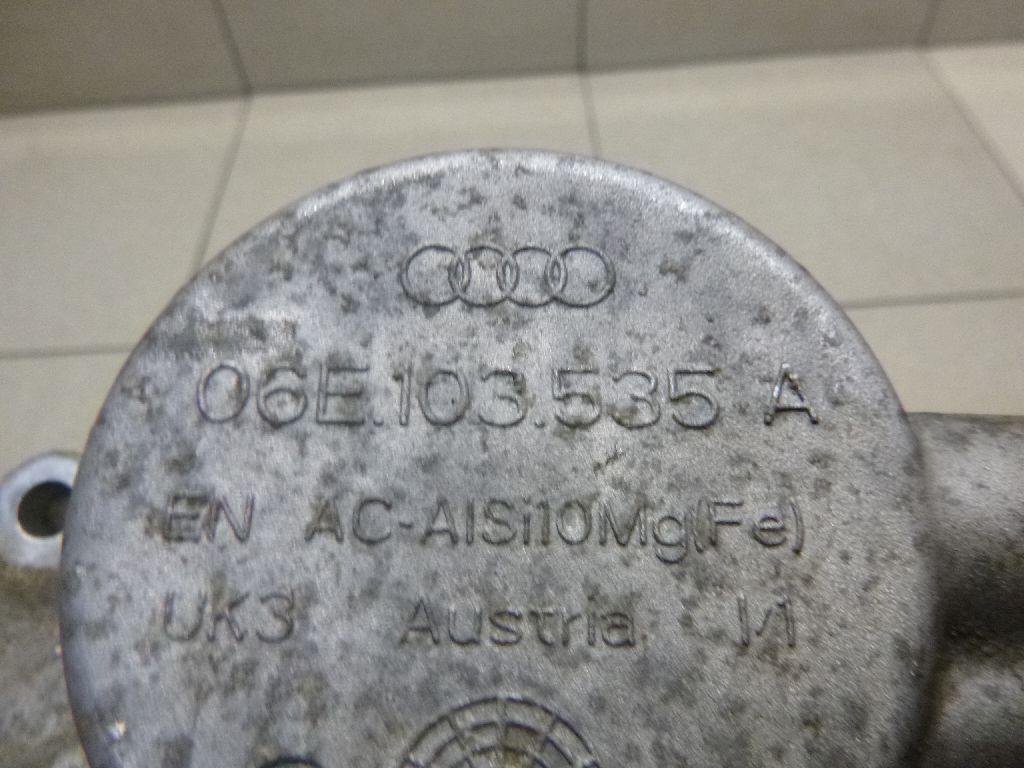 06E.103.535 A
EN AC-AlSi10Mg(Fe)
UK3 Austria 1/1